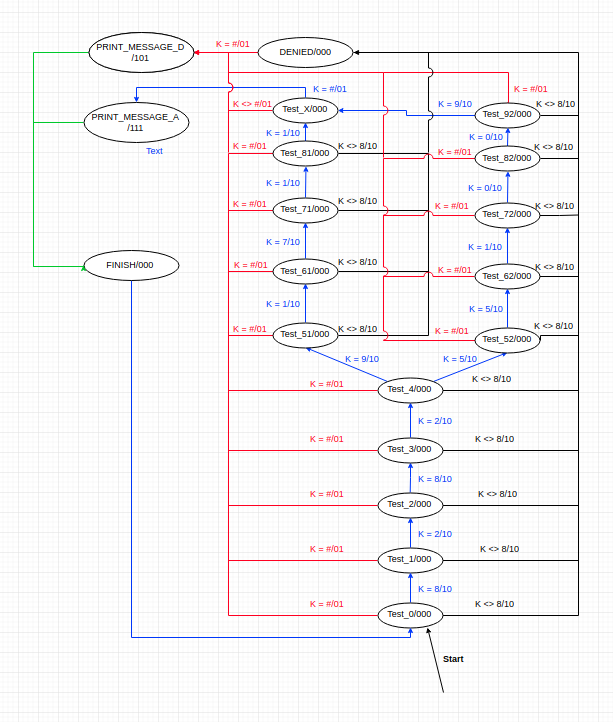 K = #/01
PRINT_MESSAGE_D
/101
DENIED/000
K = #/01
K = #/01
Test_X/000
K <> #/01
K = 9/10
K <> 8/10
Test_92/000
PRINT_MESSAGE_A
/111
Text
K = 1/10
K = 0/10
K = #/01
Test_81/000
K <> 8/10
K = #/01
Test_82/000
K <> 8/10
K = 1/10
K = 0/10
K = #/01
Test_71/000
K <> 8/10
K = #/01
Test_72/000
K <> 8/10
K = 7/10
K = 1/10
FINISH/000
K = #/01
Test_61/000
K <> 8/10
K = #/01
Test_62/000
K <> 8/10
K = 1/10
K = 5/10
K = #/01
Test_51/000
K <> 8/10
K = #/01
Test_52/000
K <> 8/10
K = 9/10
K = 5/10
K = #/01
Test_4/000
K <> 8/10
K = 2/10
K = #/01
Test_3/000
K <> 8/10
K = 8/10
K = #/01
Test_2/000
K <> 8/10
K = 2/10
K = #/01
Test_1/000
K <> 8/10
K = 8/10
K = #/01
Test_0/000
K <> 8/10
Start